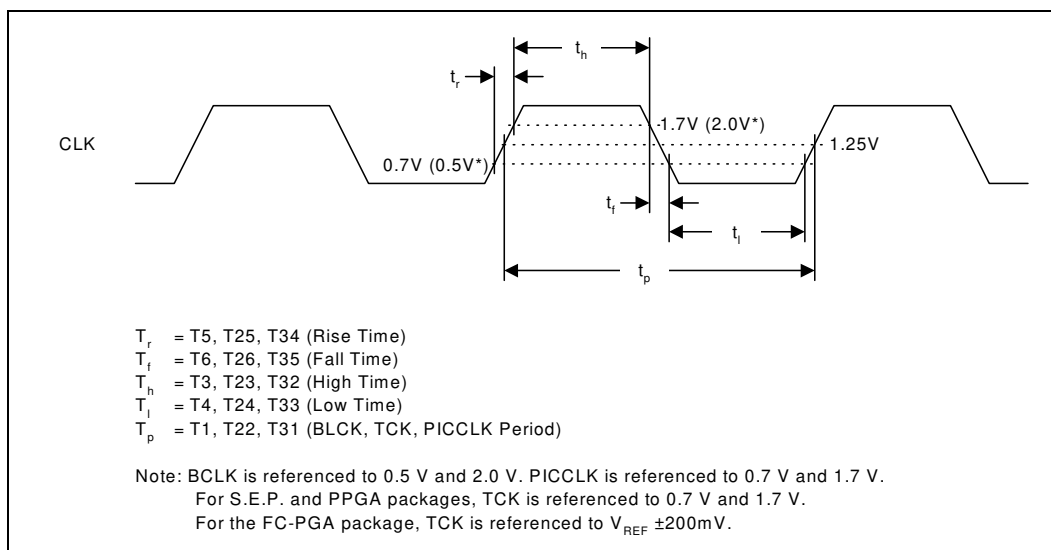 t_h
t_r
CLK
1.7V (2.0V*)
1.25V
0.7V (0.5V*)
t_f
t_l
t_p
T_r = T5, T25, T34 (Rise Time)
T_f = T6, T26, T35 (Fall Time)
T_h = T3, T23, T32 (High Time)
T_l = T4, T24, T33 (Low Time)
T_p = T1, T22, T31 (BLCK, TCK, PICCLK Period)
Note: BCLK is referenced to 0.5 V and 2.0 V. PICCLK is referenced to 0.7 V and 1.7 V.
For S.E.P. and PPGA packages, TCK is referenced to 0.7 V and 1.7 V.
For the FC-PGA package, TCK is referenced to V_REF ±200mV.